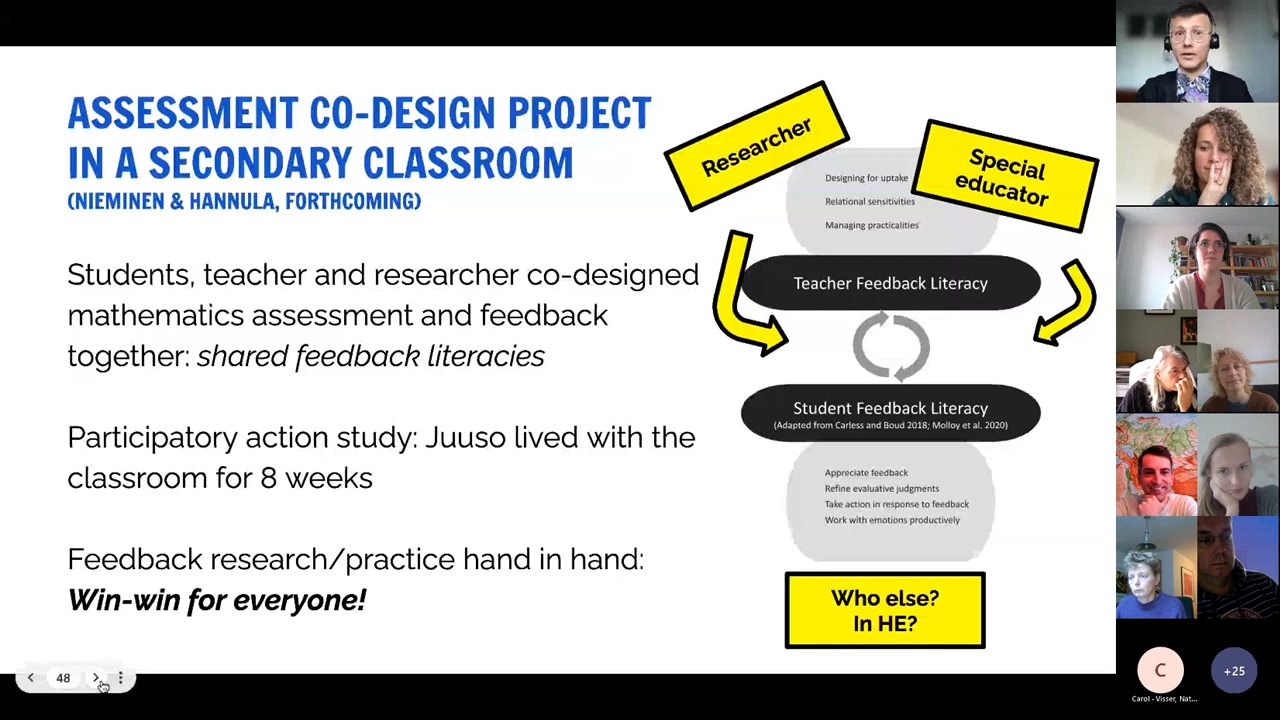 ASSESSMENT CO-DESIGN PROJECT
IN A SECONDARY CLASSROOM
(NIEMINEN & HANNULA, FORTHCOMING)
Students, teacher and researcher co-designed
mathematics assessment and feedback
together: shared feedback literacies
Participatory action study: Juuso lived with the
classroom for 8 weeks
Feedback research/practice hand in hand:
Win-win for everyone!
Researcher
Special
educator
Designing for uptake
Relational sensitivities
Managing practicalities
Teacher Feedback Literacy
Student Feedback Literacy
(Adapted from Carless and Boud 2018; Molloy et al. 2020)
Appreciate feedback
Refine evaluative judgments
Take action in response to feedback
Work with emotions productively
Who else?
In HE?
48
C
+25
Carol - Visser, Nat...